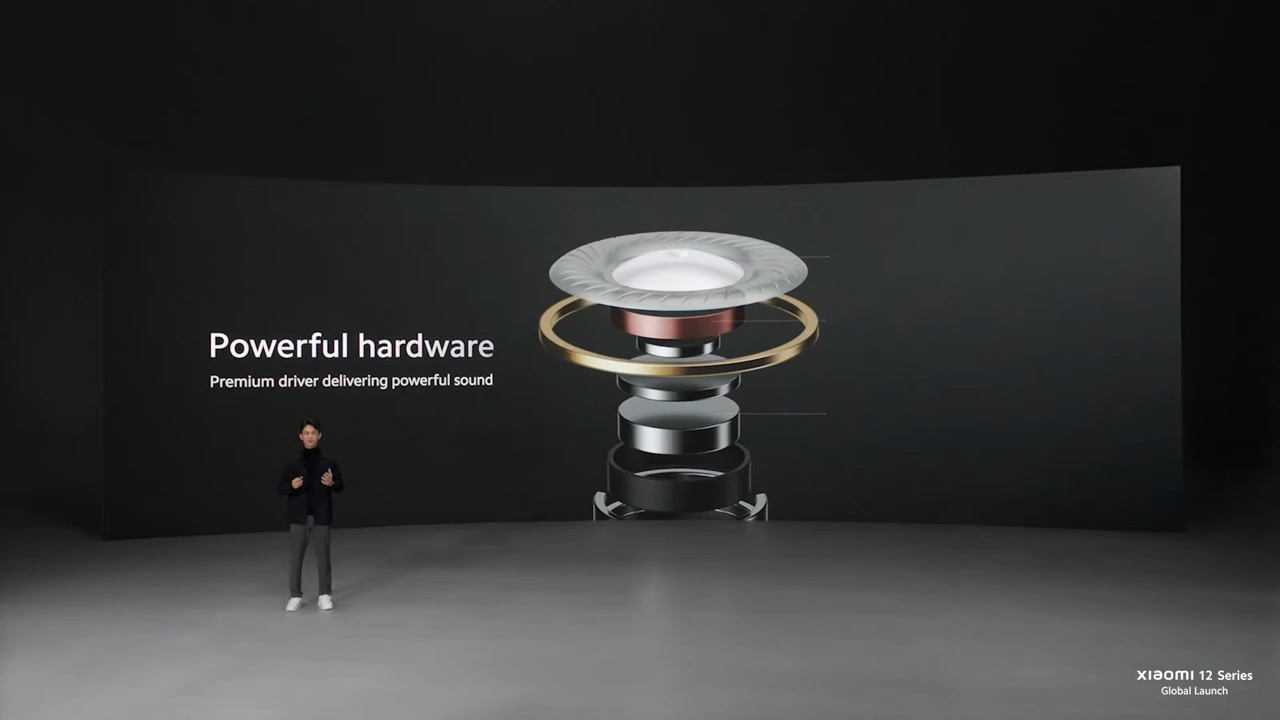 Powerful hardware
Premium driver delivering powerful sound
xiaomi 12 Series
Global Launch